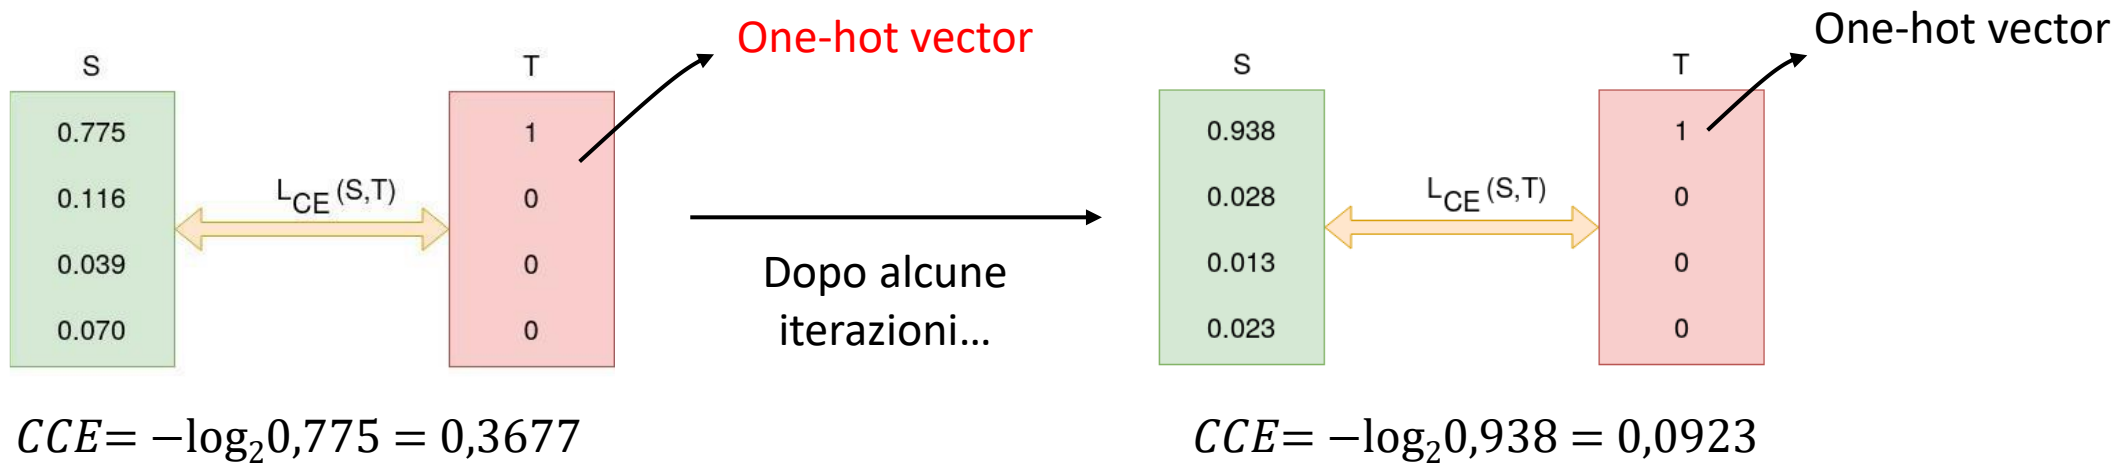 One-hot vector
S
T
0.775
1
0.116
0
0.039
0
0.070
0
L_CE (S,T)
CCE= −log₂0,775 = 0,3677
Dopo alcune
iterazioni...
One-hot vector
S
T
0.938
1
0.028
0
0.013
0
0.023
0
L_CE (S,T)
CCE= −log₂0,938 = 0,0923